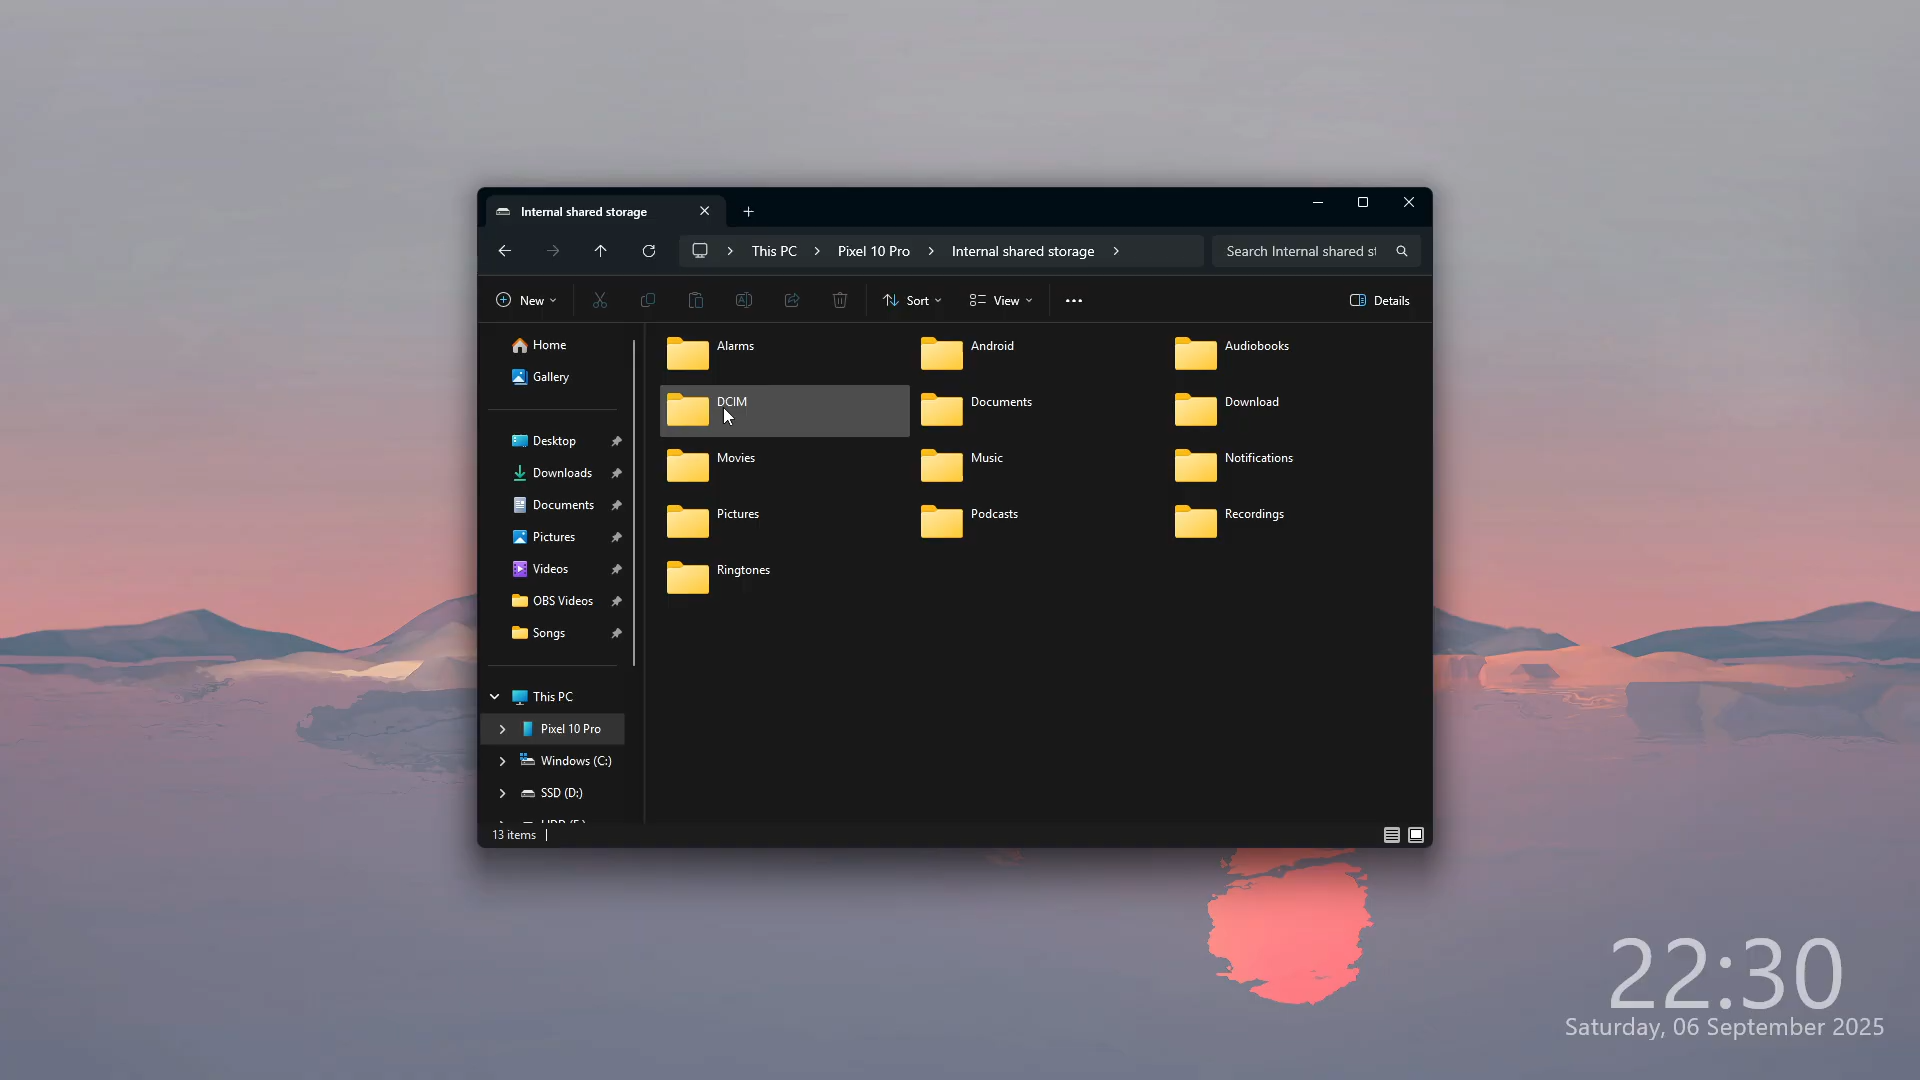 Internal shared storage
This PC
Pixel 10 Pro
Internal shared storage
Search Internal shared st
New
Sort
View
Details
Home
Gallery
Desktop
Downloads
Documents
Pictures
Videos
OBS Videos
Songs
This PC
Pixel 10 Pro
Windows (C:)
SSD (D:)
Alarms
Android
Audiobooks
DCIM
Documents
Download
Movies
Music
Notifications
Pictures
Podcasts
Recordings
Ringtones
13 items
22:30
Saturday, 06 September 2025